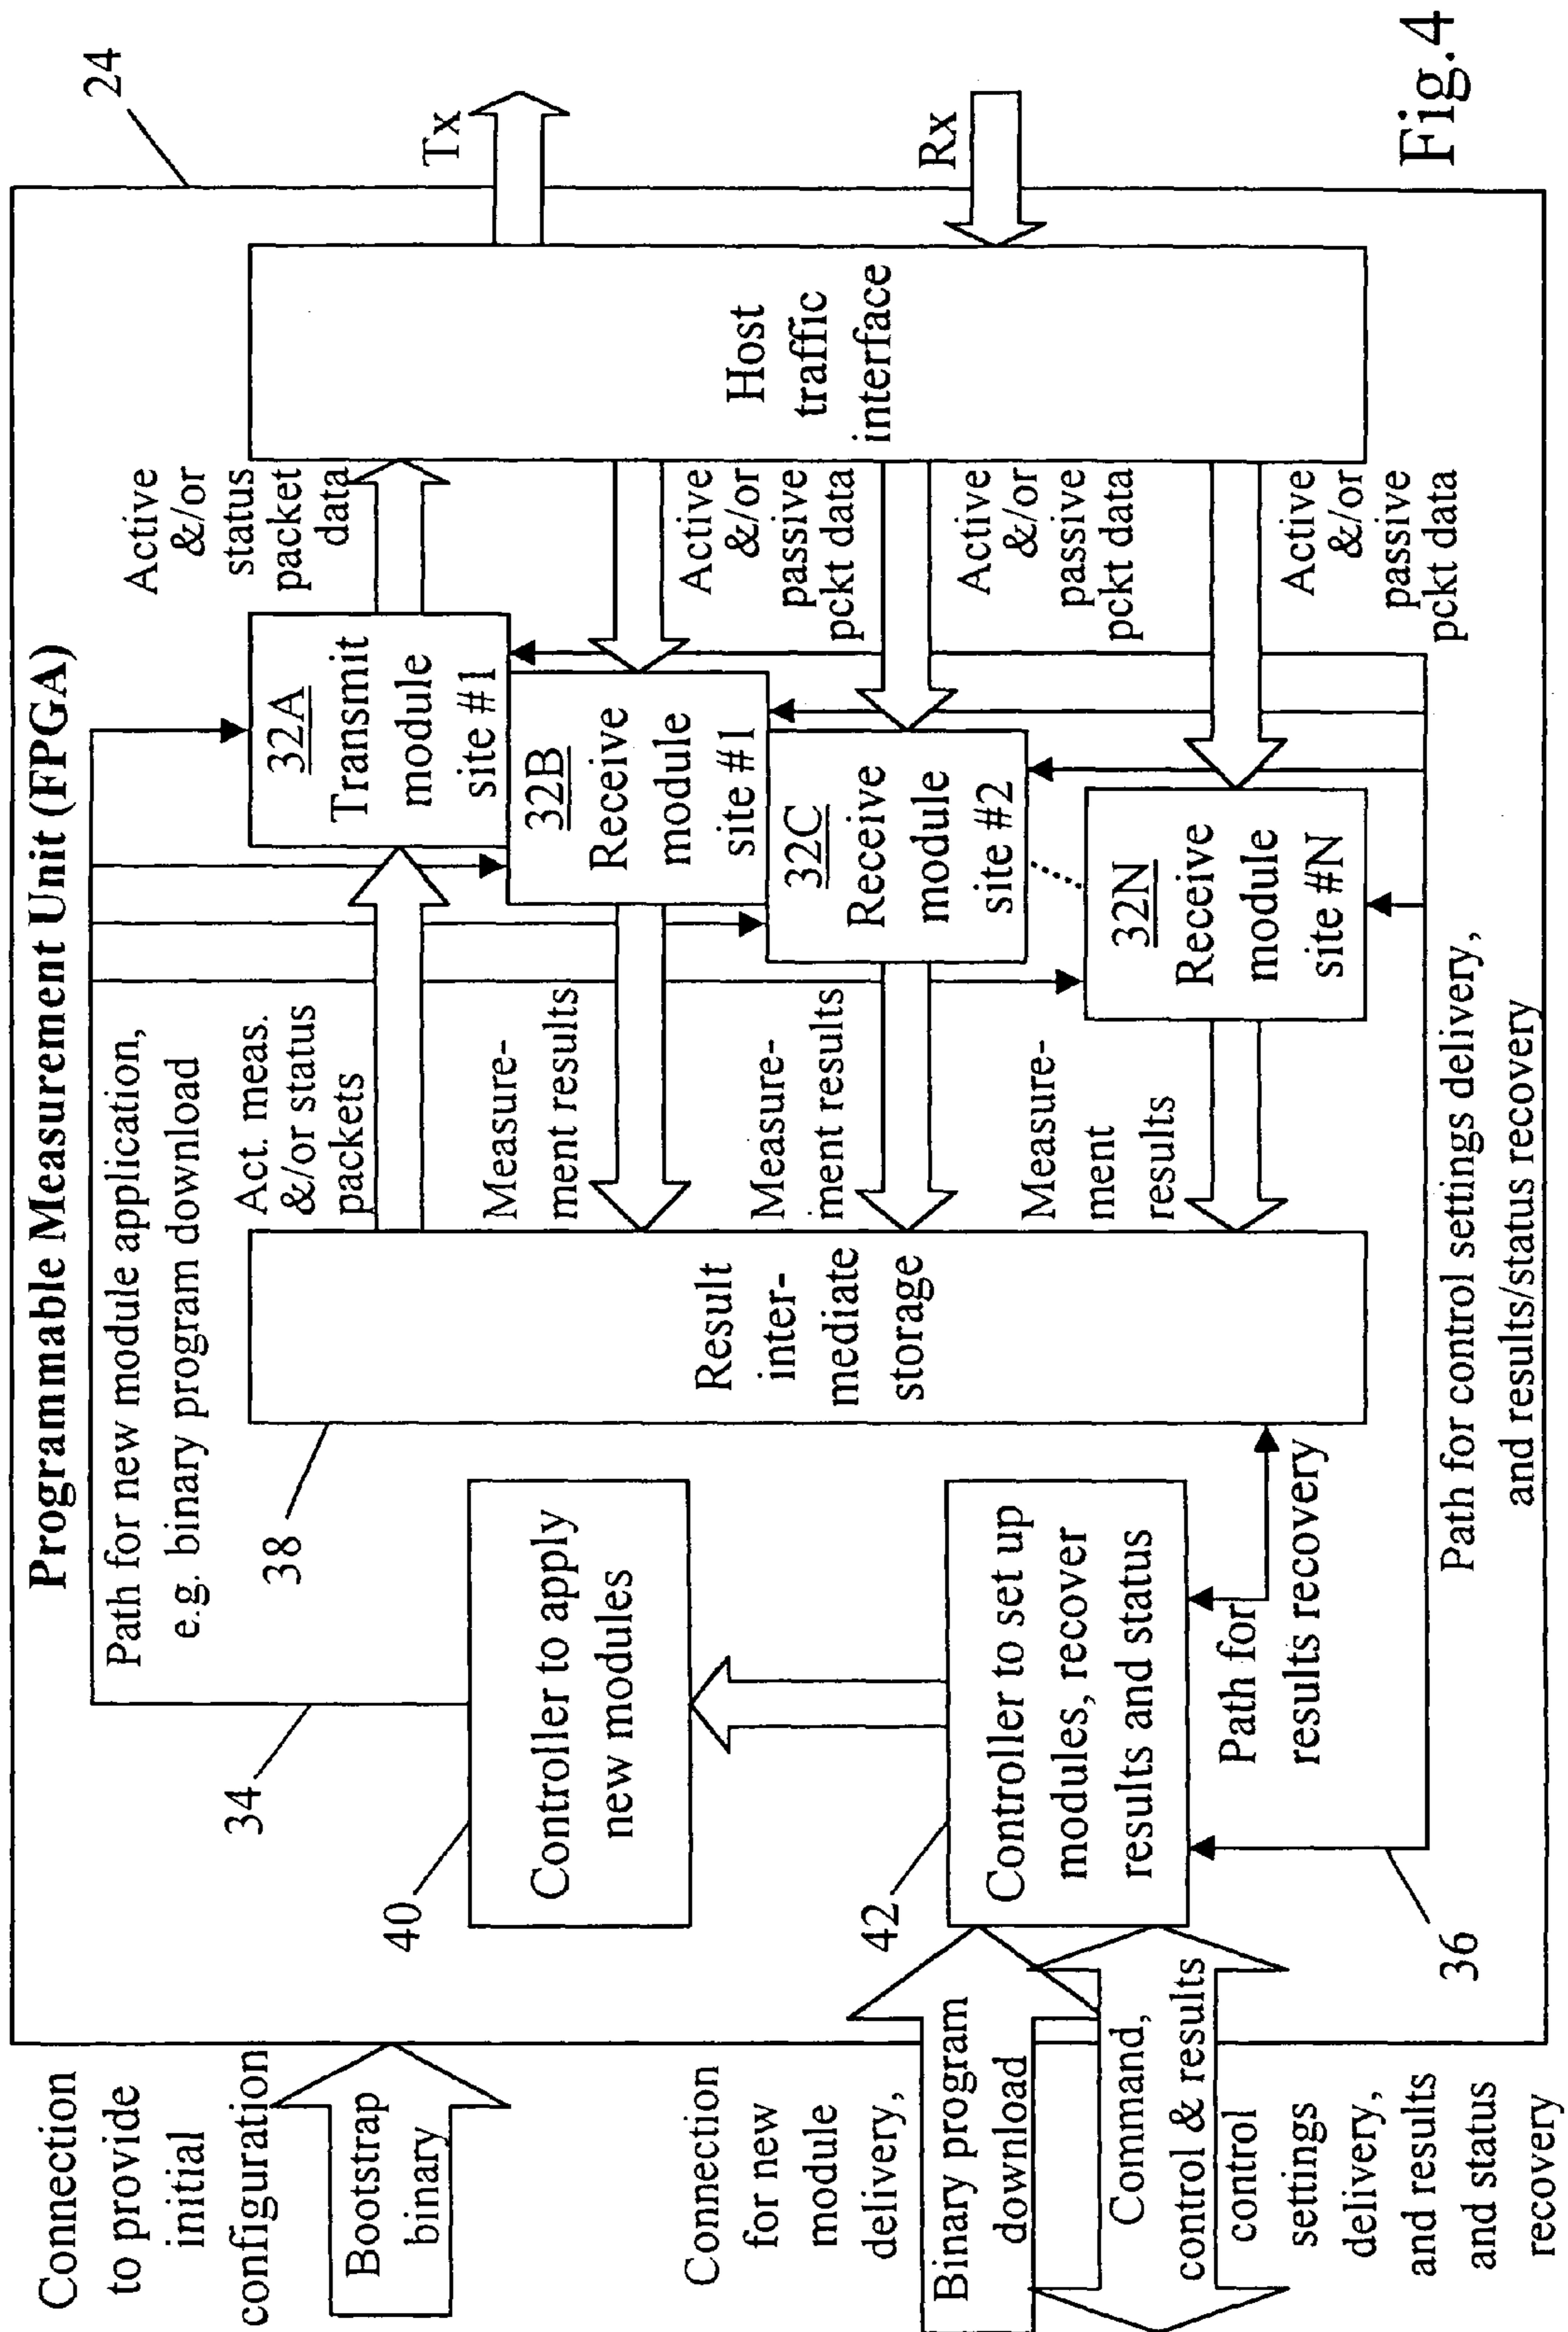 Programmable Measurement Unit (FPGA)
24
Connection
to provide
initial
configuration
Bootstrap
binary
34
Path for new module application,
e.g. binary program download
40
Controller to apply
new modules
38
Result
inter-
mediate
storage
Act. meas.
&/or status
packets
32A
Transmit
module
site #1
Active
&/or
status
packet
data
Tx
Measure-
ment results
32B
Receive
module
site #1
Active
&/or
passive
pckt data
Host
traffic
interface
Measure-
ment results
32C
Receive
module
site #2
Active
&/or
passive
pckt data
Rx
Measure-
ment
results
32N
Receive
module
site #N
Active
&/or
passive
pckt data
Connection
for new
module
delivery,
control
settings
delivery,
and results
and status
recovery
Binary program
download
Command,
control & results
42
Controller to set up
modules, recover
results and status
Path for
results recovery
36
Path for control settings delivery,
and results/status recovery
Fig.4